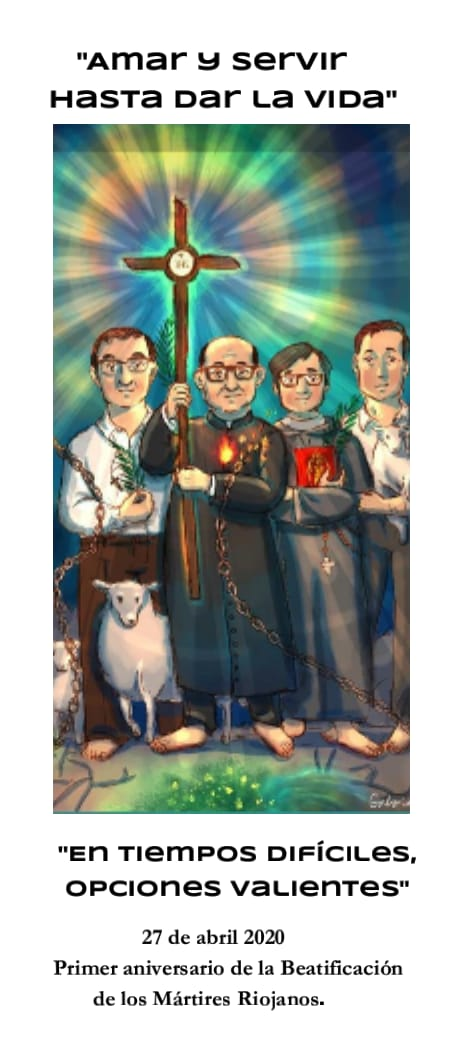 "Amar y servir
hasta dar la vida"
"En tiempos difíciles,
opciones valientes"
27 de abril 2020
Primer aniversario de la Beatificación
de los Mártires Riojanos.